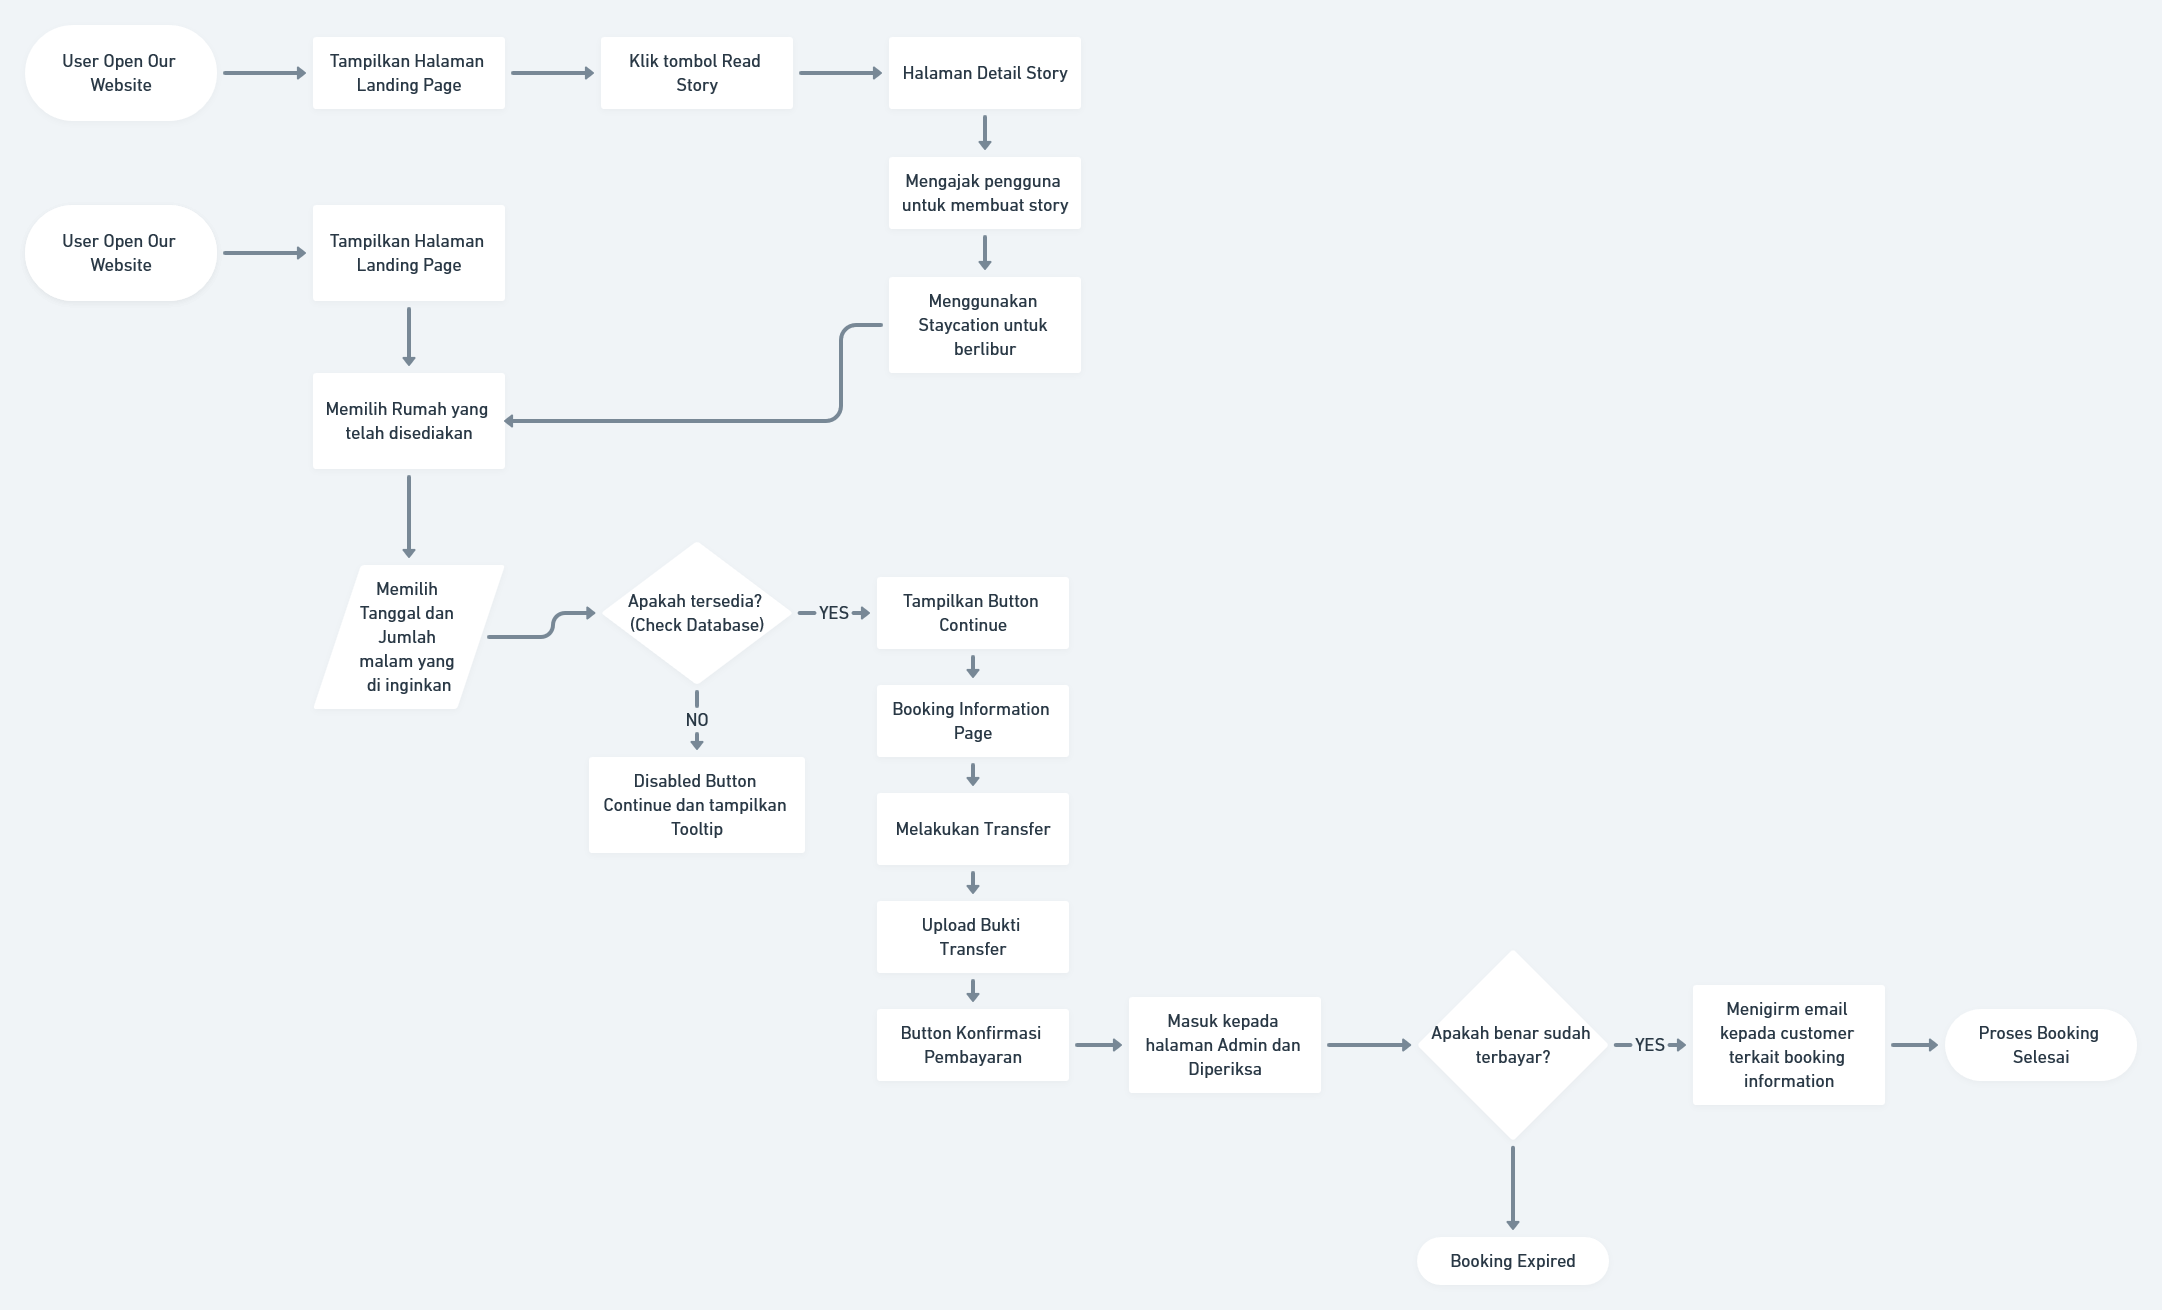 User Open Our
Website
Tampilkan Halaman
Landing Page
Klik tombol Read
Story
Halaman Detail Story
Mengajak pengguna
untuk membuat story
User Open Our
Website
Tampilkan Halaman
Landing Page
Menggunakan
Staycation untuk
berlibur
Memilih Rumah yang
telah disediakan
Memilih
Tanggal dan
Jumlah
malam yang
di inginkan
Apakah tersedia?
(Check Database)
YES
NO
Disabled Button
Continue dan tampilkan
Tooltip
Tampilkan Button
Continue
Booking Information
Page
Melakukan Transfer
Upload Bukti
Transfer
Button Konfirmasi
Pembayaran
Masuk kepada
halaman Admin dan
Diperiksa
Apakah benar sudah
terbayar?
YES
Menigirm email
kepada customer
terkait booking
information
Proses Booking
Selesai
Booking Expired